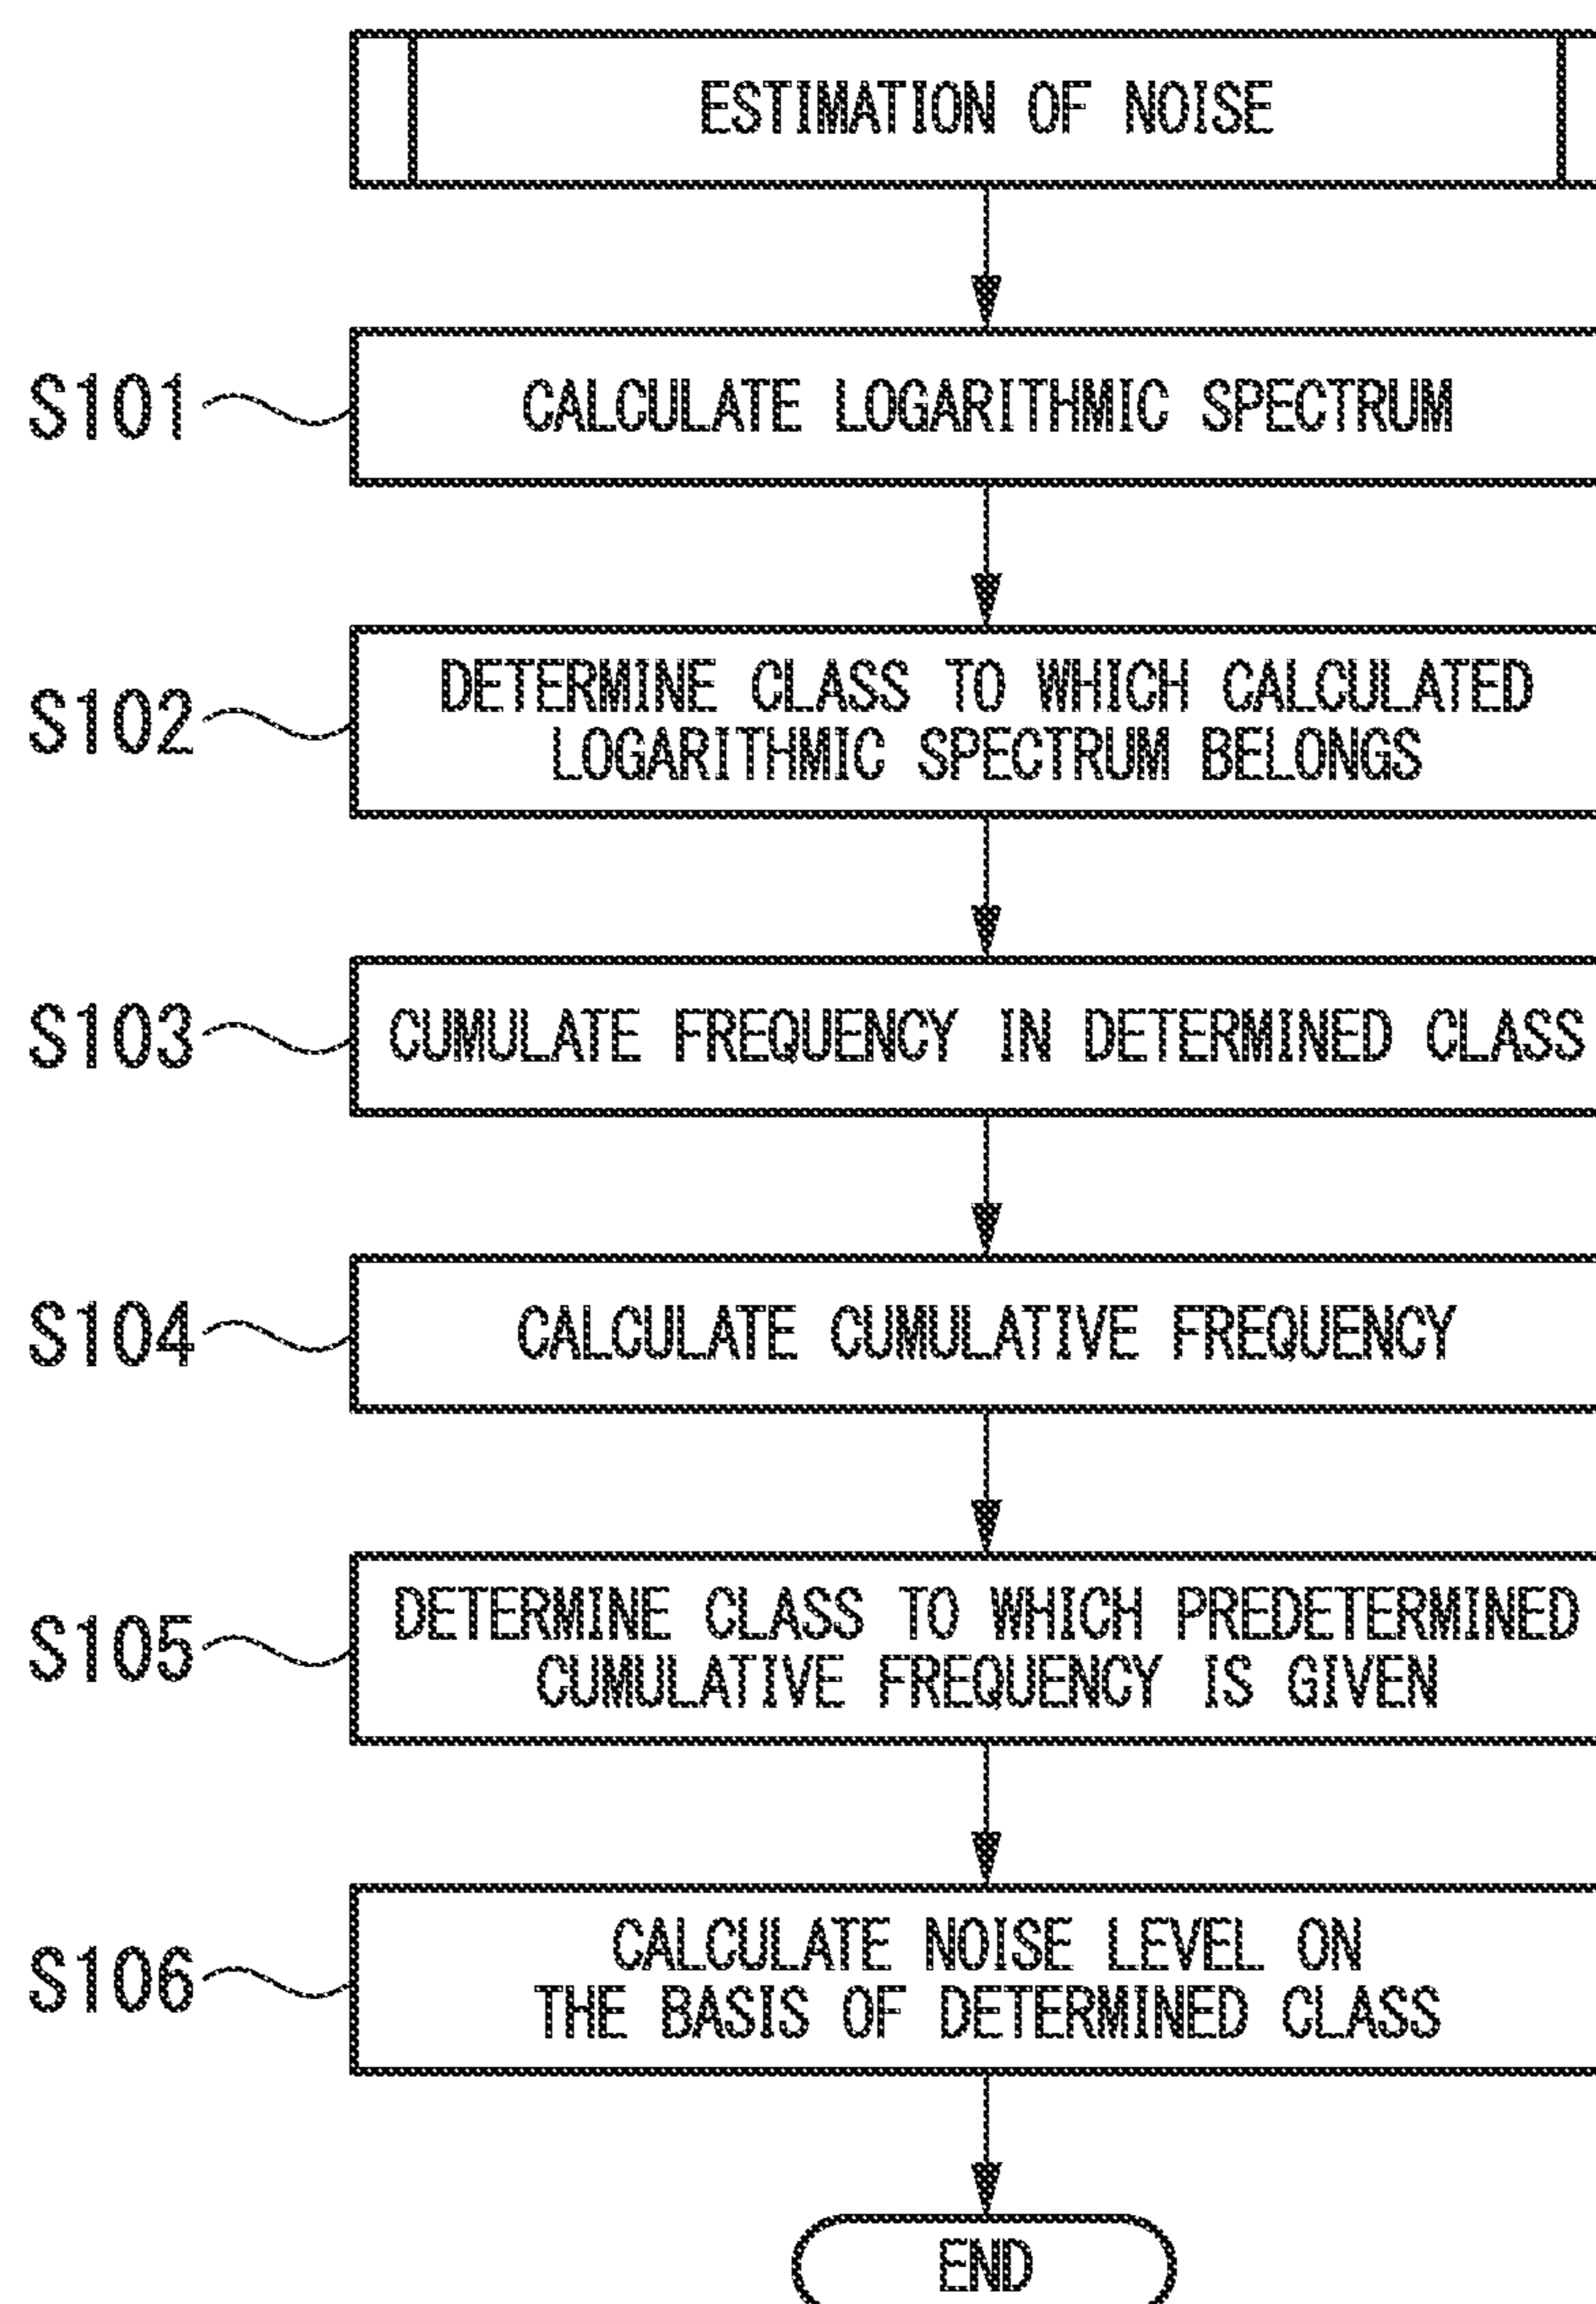 ESTIMATION OF NOISE
S101
CALCULATE LOGARITHMIC SPECTRUM
S102
DETERMINE CLASS TO WHICH CALCULATED
LOGARITHMIC SPECTRUM BELONGS
S103
CUMULATE FREQUENCY IN DETERMINED CLASS
S104
CALCULATE CUMULATIVE FREQUENCY
S105
DETERMINE CLASS TO WHICH PREDETERMINED
CUMULATIVE FREQUENCY IS GIVEN
S106
CALCULATE NOISE LEVEL ON
THE BASIS OF DETERMINED CLASS
END